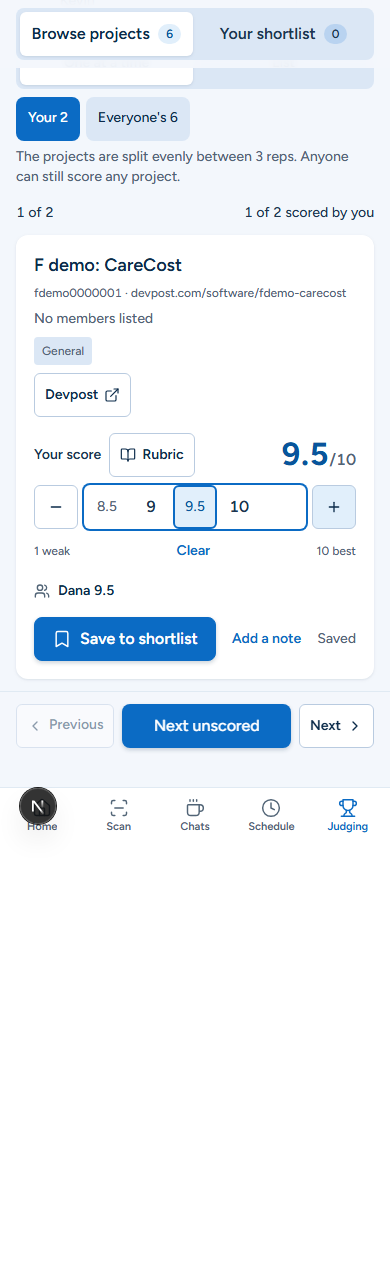 Browse projects 6 Your shortlist 0
Your 2 Everyone's 6
The projects are split evenly between 3 reps. Anyone
can still score any project.
1 of 2 1 of 2 scored by you
F demo: CareCost
fdemo0000001 · devpost.com/software/fdemo-carecost
No members listed
General
Devpost
Your score Rubric 9.5/10
− 8.5 9 9.5 10 +
1 weak Clear 10 best
Dana 9.5
Save to shortlist Add a note Saved
Previous Next unscored Next
N
Home Scan Chats Schedule Judging